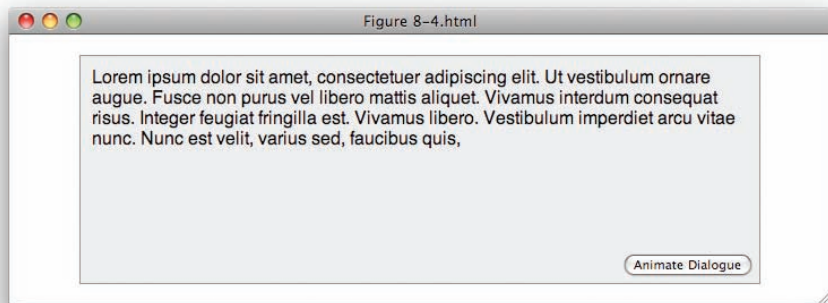 Figure 8-4.html
Lorem ipsum dolor sit amet, consectetuer adipiscing elit. Ut vestibulum ornare
augue. Fusce non purus vel libero mattis aliquet. Vivamus interdum consequat
risus. Integer feugiat fringilla est. Vivamus libero. Vestibulum imperdiet arcu vitae
nunc. Nunc est velit, varius sed, faucibus quis,
Animate Dialogue